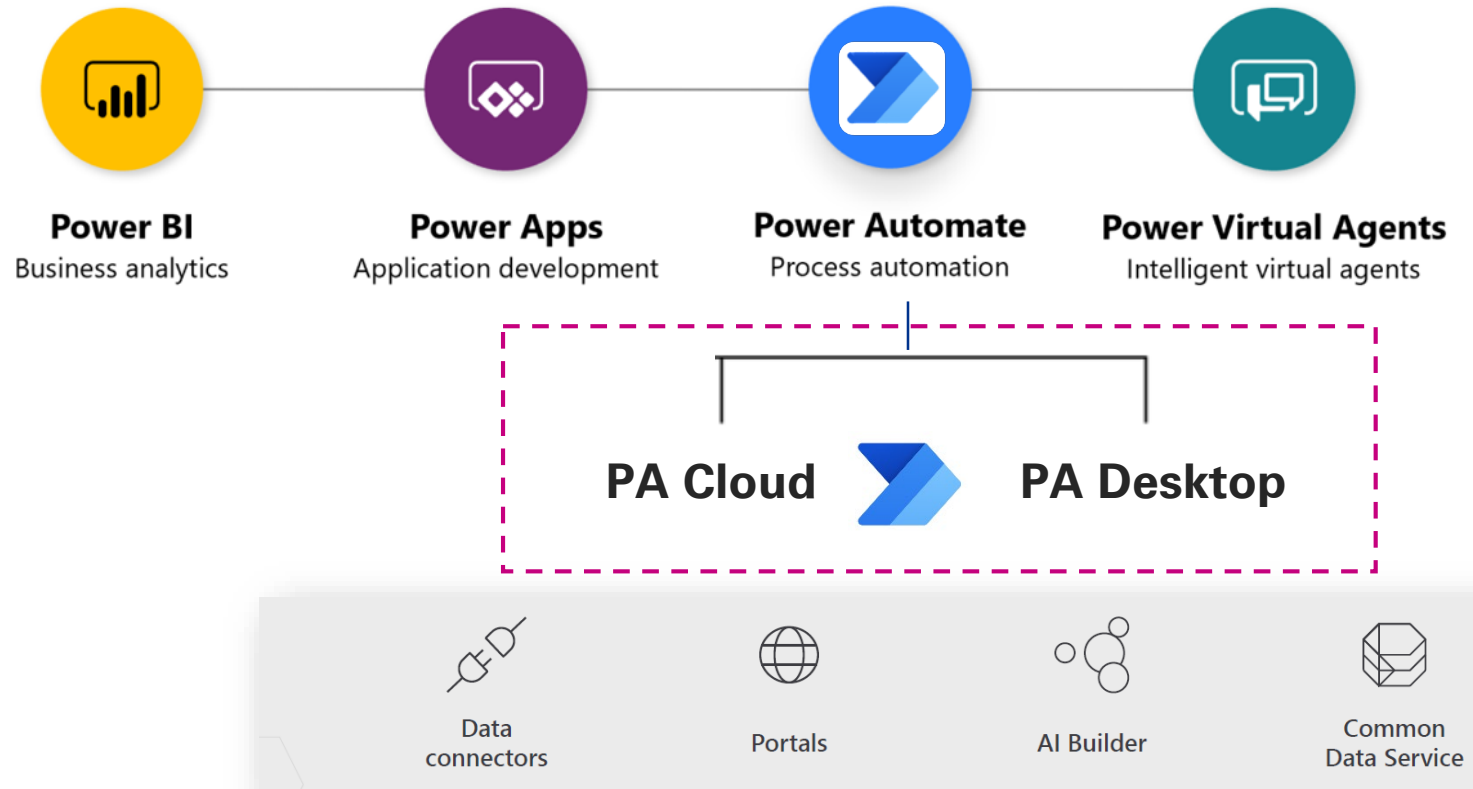 Power BI
Business analytics
Power Apps
Application development
Power Automate
Process automation
Power Virtual Agents
Intelligent virtual agents
PA Cloud
PA Desktop
Data
connectors
Portals
AI Builder
Common
Data Service